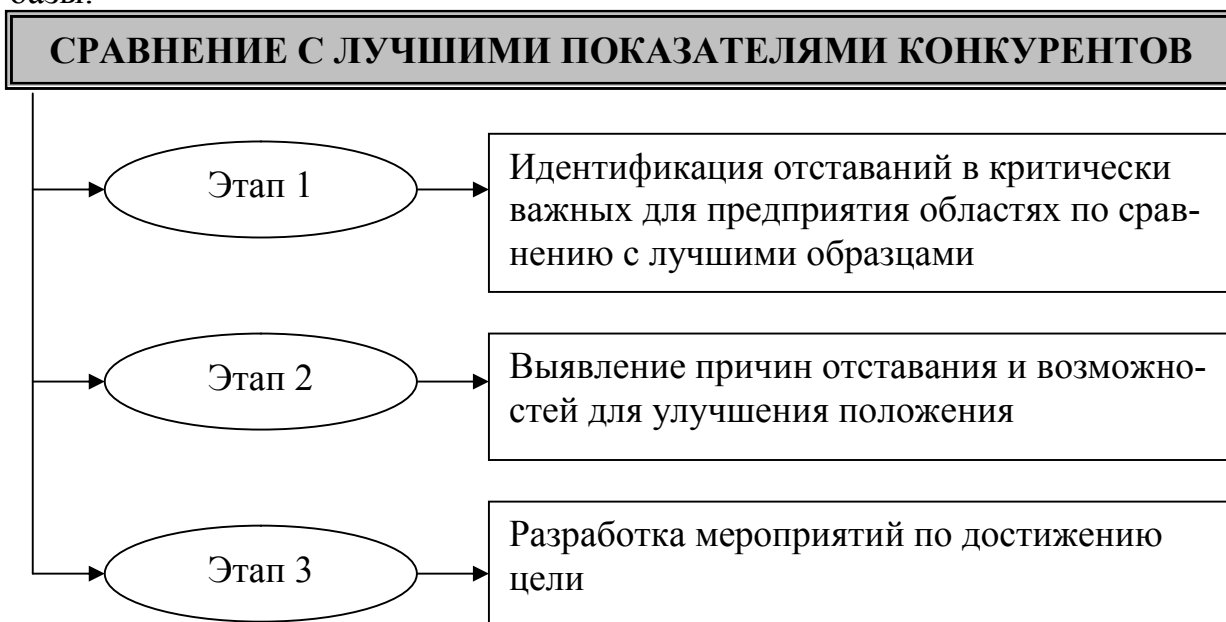 СРАВНЕНИЕ С ЛУЧШИМИ ПОКАЗАТЕЛЯМИ КОНКУРЕНТОВ
Этап 1
Идентификация отставаний в критически
важных для предприятия областях по срав-
нению с лучшими образцами
Этап 2
Выявление причин отставания и возможно-
стей для улучшения положения
Этап 3
Разработка мероприятий по достижению
цели